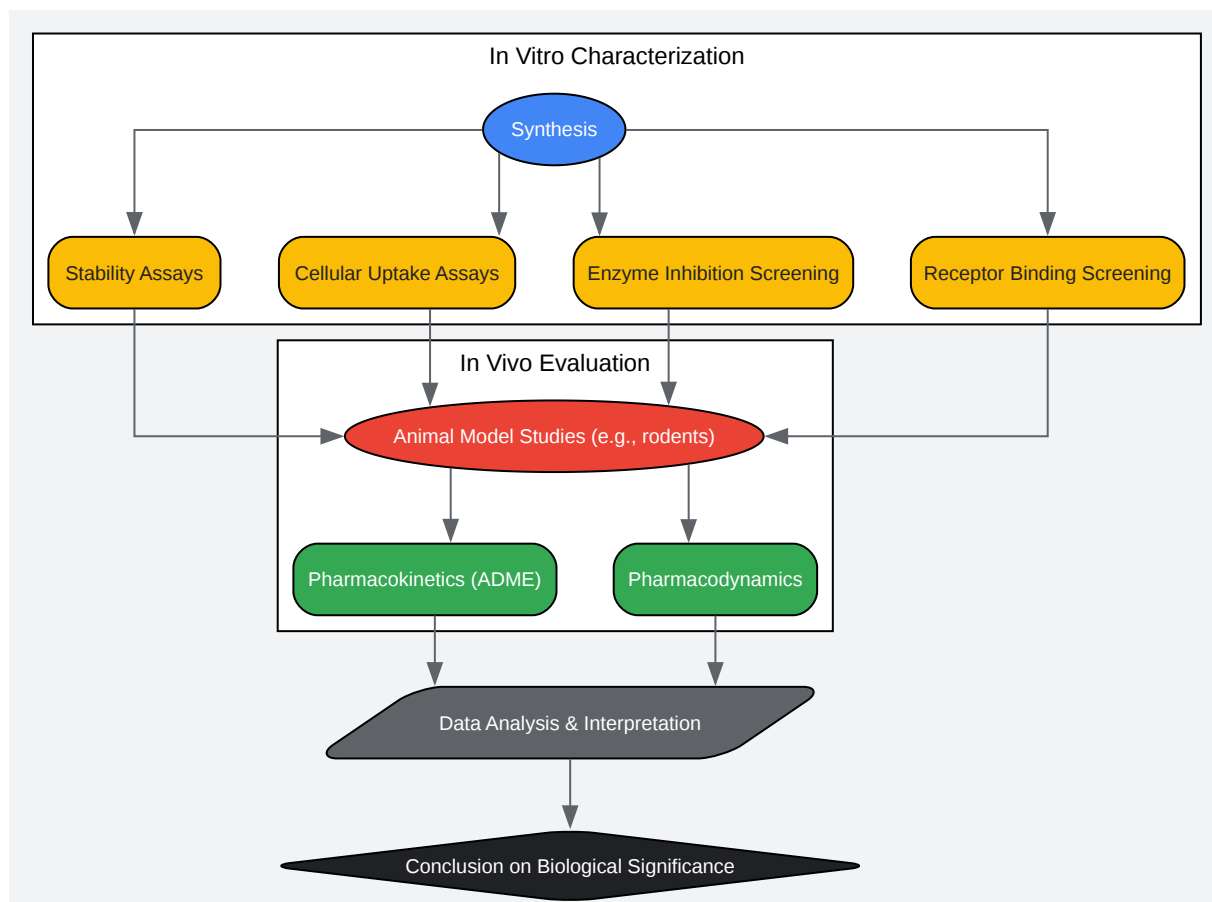 In Vitro Characterization
Synthesis
Stability Assays
Cellular Uptake Assays
Enzyme Inhibition Screening
Receptor Binding Screening
In Vivo Evaluation
Animal Model Studies (e.g., rodents)
Pharmacokinetics (ADME)
Pharmacodynamics
Data Analysis & Interpretation
Conclusion on Biological Significance